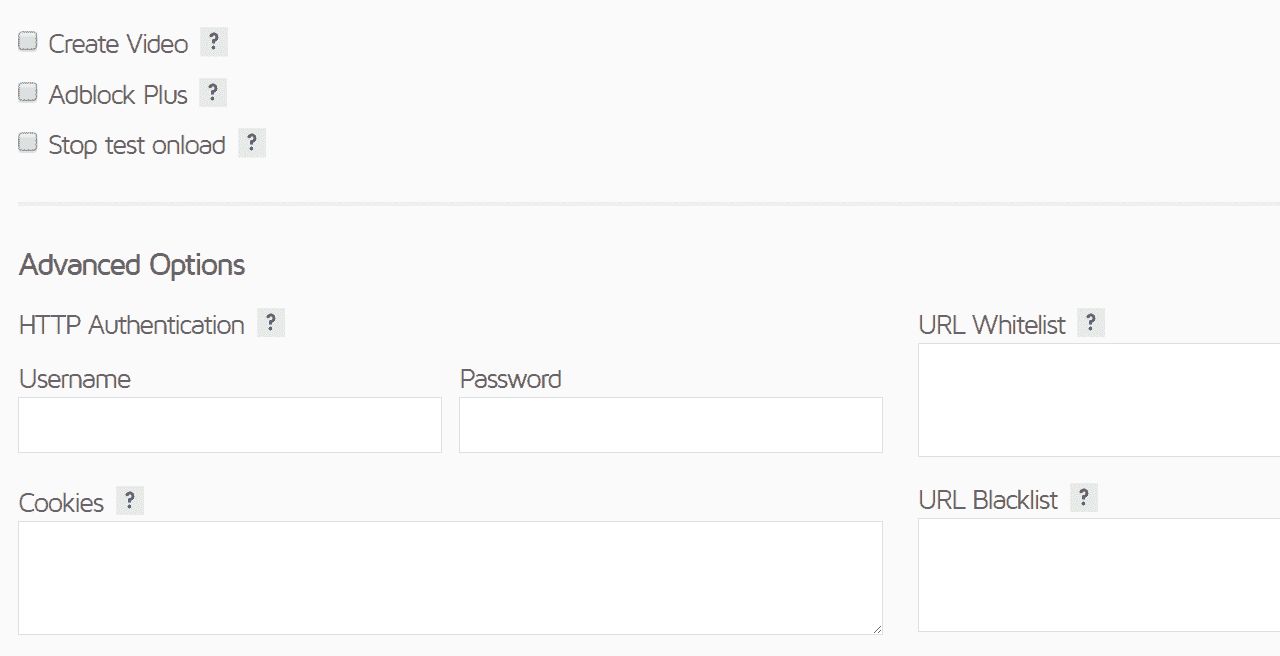 Create Video ?
Adblock Plus ?
Stop test onload ?
Advanced Options
HTTP Authentication ?
URL Whitelist ?
Username
Password
Cookies ?
URL Blacklist ?